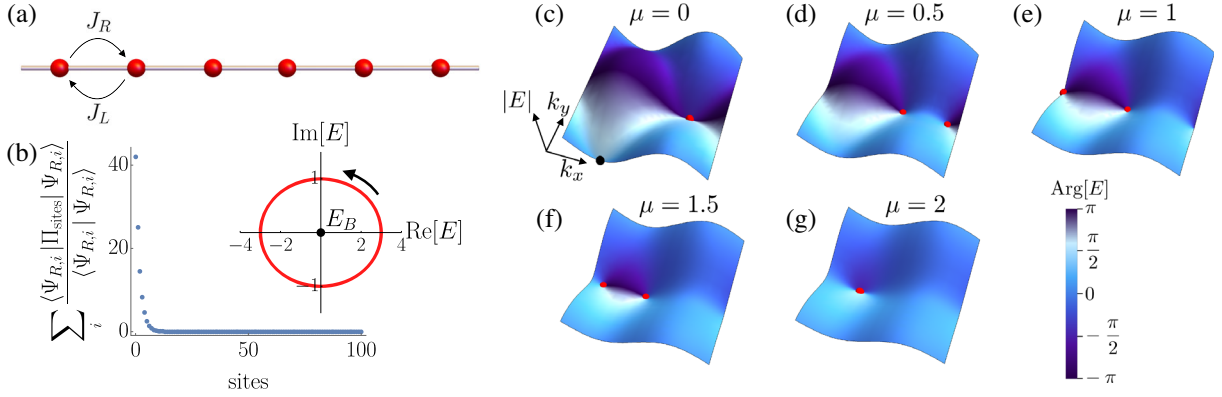 (a)
J_R
J_L
(b)
∑_i ⟨Ψ_{R,i} |Π_sites| Ψ_{R,i}⟩ / ⟨Ψ_{R,i} | Ψ_{R,i}⟩
40
20
0
0 50 100
sites
Im[E]
1
E_B
−4 −2 2 4 Re[E]
−1
(c) μ = 0
|E|
k_y
k_x
(d) μ = 0.5
(e) μ = 1
(f) μ = 1.5
(g) μ = 2
Arg[E]
π
π/2
0
−π/2
−π